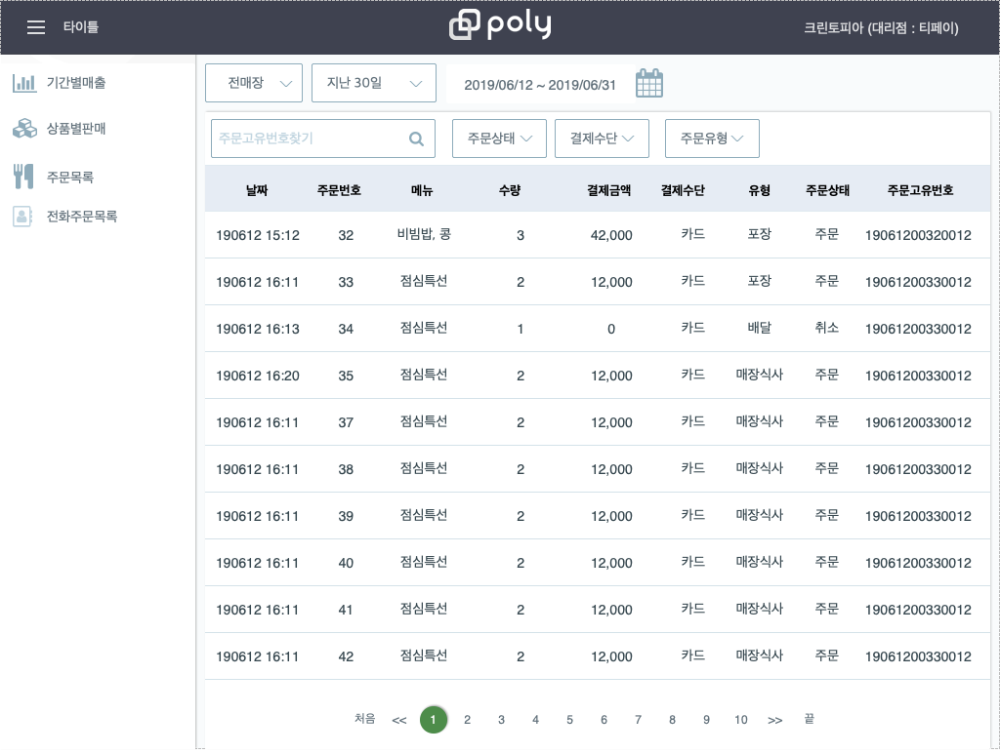 타이틀
poly
크린토피아 (대리점 : 티페이)
기간별매출
상품별판매
주문목록
전화주문목록
전매장
지난 30일
2019/06/12 ~ 2019/06/31
주문고유번호찾기
주문상태
결제수단
주문유형
날짜 주문번호 메뉴 수량 결제금액 결제수단 유형 주문상태 주문고유번호
190612 15:12 32 비빔밥, 콩 3 42,000 카드 포장 주문 19061200320012
190612 16:11 33 점심특선 2 12,000 카드 포장 주문 19061200330012
190612 16:13 34 점심특선 1 0 카드 배달 취소 19061200330012
190612 16:20 35 점심특선 2 12,000 카드 매장식사 주문 19061200330012
190612 16:11 37 점심특선 2 12,000 카드 매장식사 주문 19061200330012
190612 16:11 38 점심특선 2 12,000 카드 매장식사 주문 19061200330012
190612 16:11 39 점심특선 2 12,000 카드 매장식사 주문 19061200330012
190612 16:11 40 점심특선 2 12,000 카드 매장식사 주문 19061200330012
190612 16:11 41 점심특선 2 12,000 카드 매장식사 주문 19061200330012
190612 16:11 42 점심특선 2 12,000 카드 매장식사 주문 19061200330012
처음 << 1 2 3 4 5 6 7 8 9 10 >> 끝